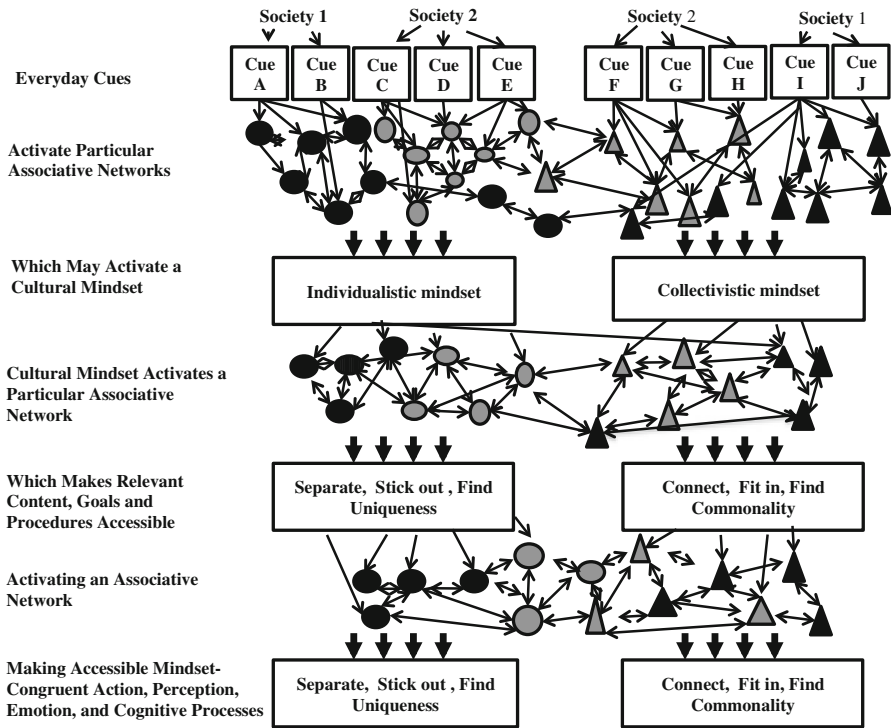 Society 1 Society 2 Society 2 Society 1
Everyday Cues
Cue A Cue B Cue C Cue D Cue E Cue F Cue G Cue H Cue I Cue J
Activate Particular
Associative Networks
Which May Activate a
Cultural Mindset
Individualistic mindset Collectivistic mindset
Cultural Mindset Activates a
Particular Associative
Network
Which Makes Relevant
Content, Goals and
Procedures Accessible
Separate, Stick out , Find
Uniqueness
Connect, Fit in, Find
Commonality
Activating an Associative
Network
Making Accessible Mindset-
Congruent Action, Perception,
Emotion, and Cognitive Processes
Separate, Stick out , Find
Uniqueness
Connect, Fit in, Find
Commonality